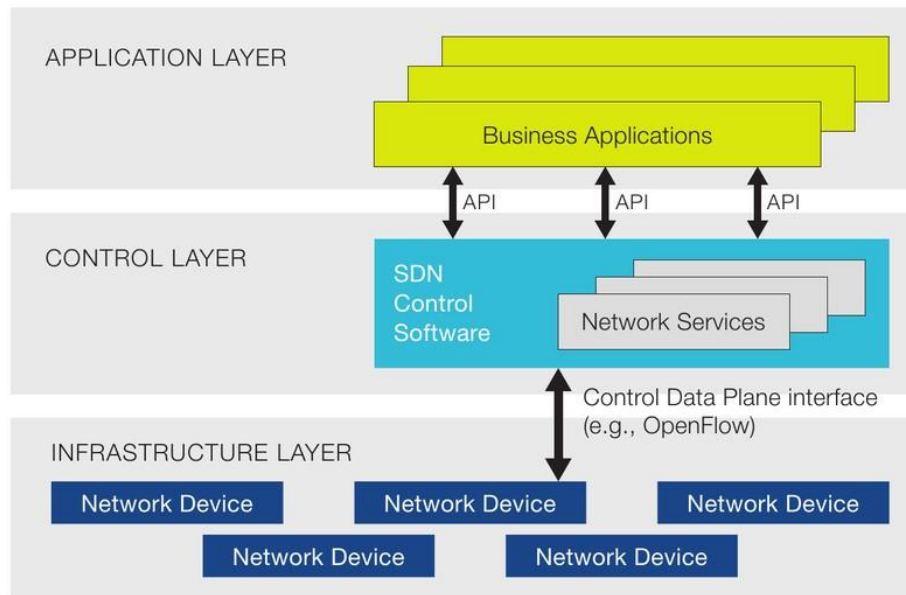 APPLICATION LAYER
Business Applications
API
API
API
CONTROL LAYER
SDN
Control
Software
Network Services
Control Data Plane interface
(e.g., OpenFlow)
INFRASTRUCTURE LAYER
Network Device
Network Device
Network Device
Network Device
Network Device